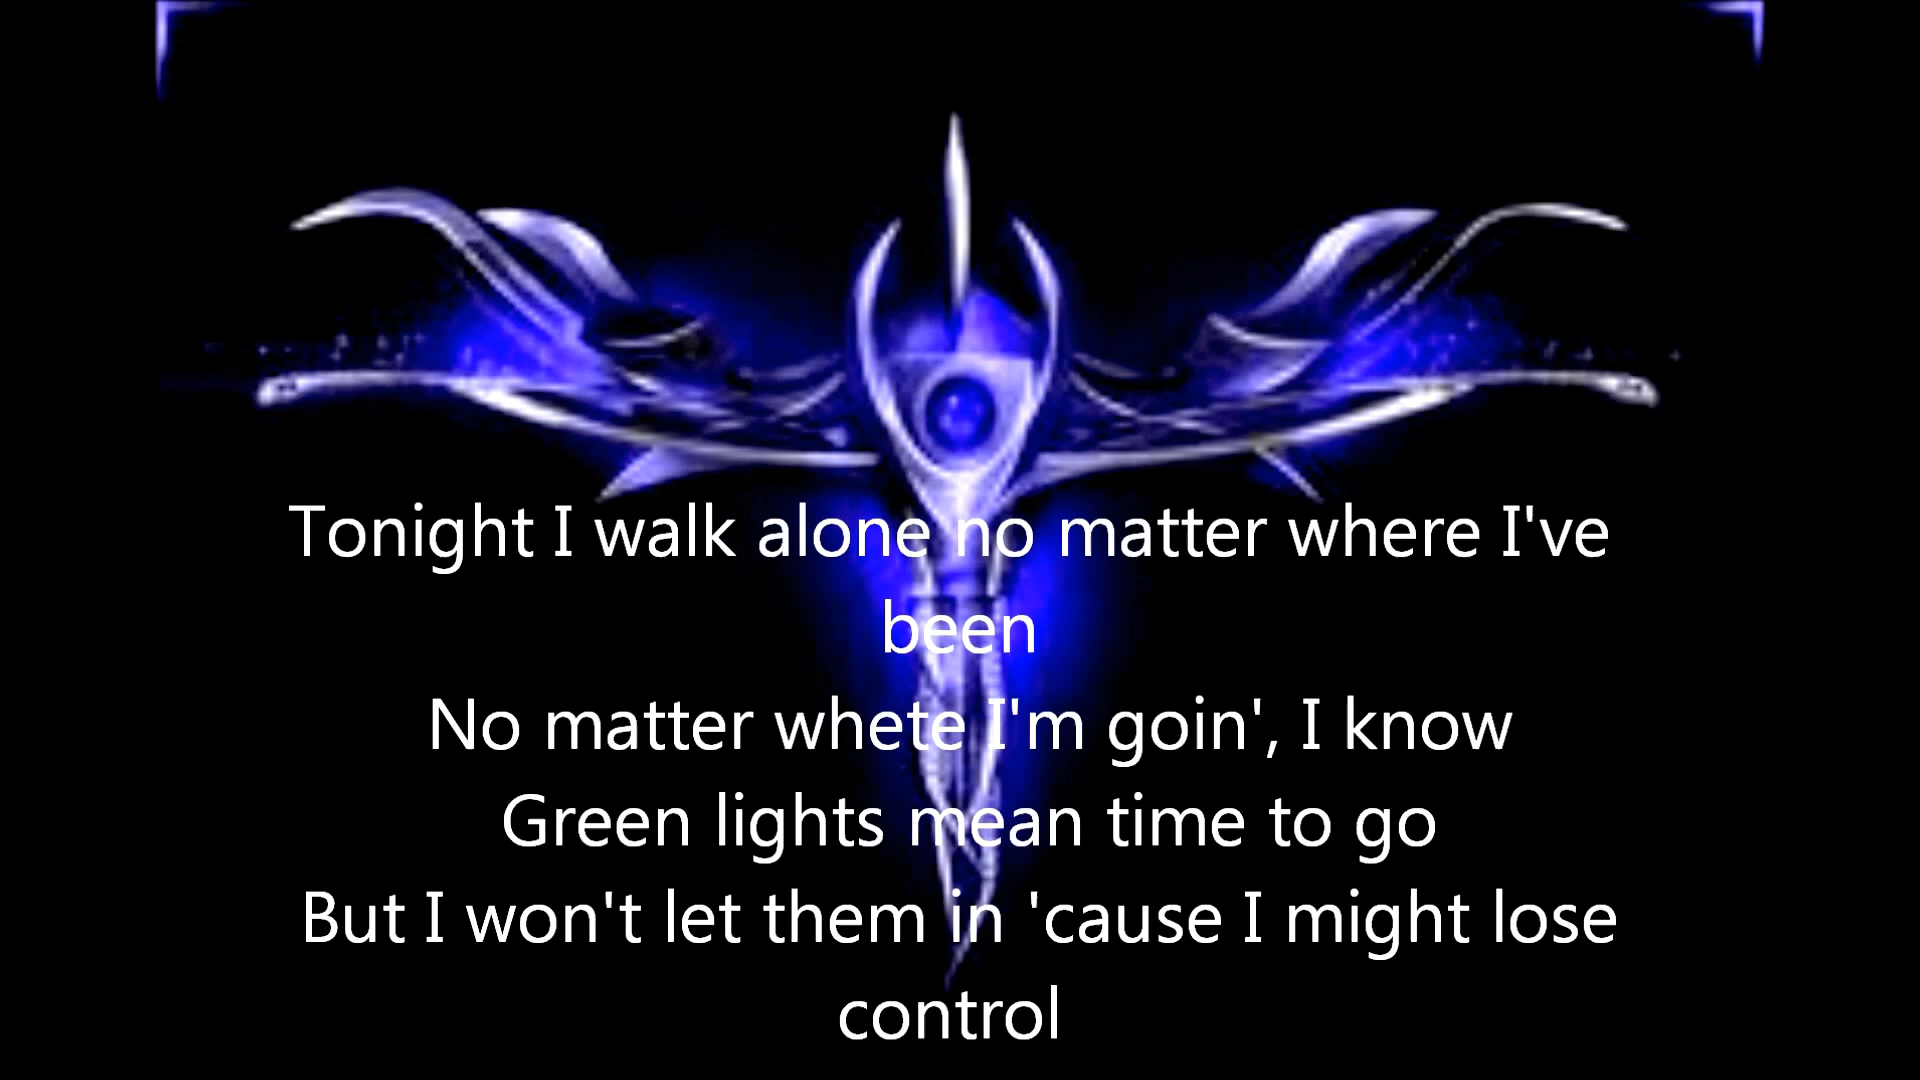 Tonight I walk alone no matter where I've
been
No matter whete I'm goin', I know
Green lights mean time to go
But I won't let them in 'cause I might lose
control